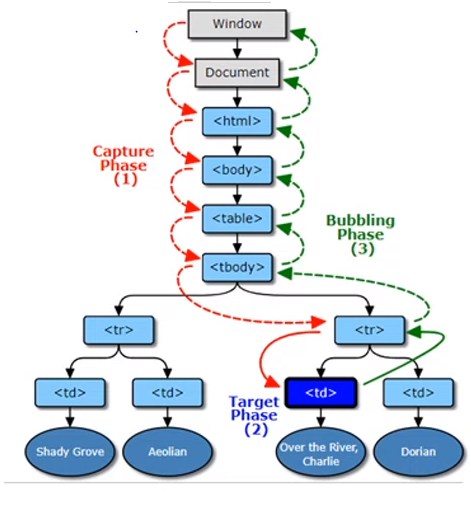 Window
Document
<html>
Capture
Phase
(1)
<body>
<table>
Bubbling
Phase
(3)
<tbody>
<tr>
<tr>
<td>
<td>
Target
Phase
(2)
<td>
<td>
Shady Grove
Aeolian
Over the River,
Charlie
Dorian